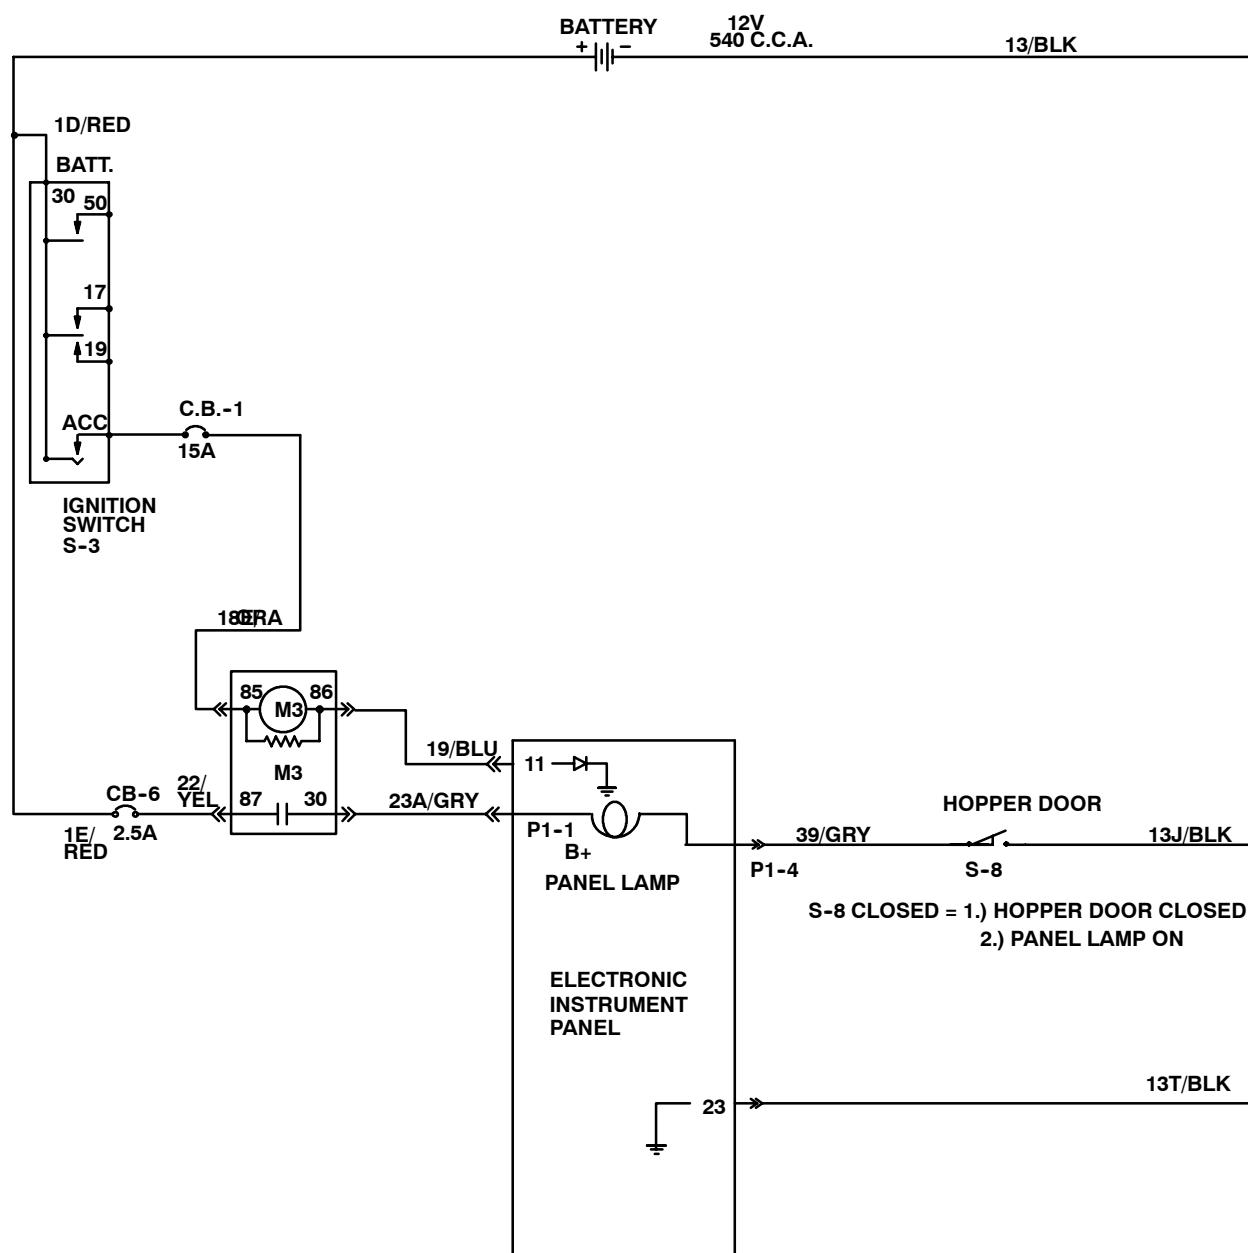 BATTERY
12V
540 C.C.A.
+ −
13/BLK
1D/RED
BATT.
30
50
17
19
ACC
C.B.-1
15A
IGNITION
SWITCH
S-3
85
M3
86
19/BLU
11
M3
22/
YEL
CB-6
2.5A
1E/
RED
87
30
23A/GRY
P1-1
B+
PANEL LAMP
39/GRY
P1-4
HOPPER DOOR
S-8
13J/BLK
S-8 CLOSED = 1.) HOPPER DOOR CLOSED
2.) PANEL LAMP ON
ELECTRONIC
INSTRUMENT
PANEL
23
13T/BLK